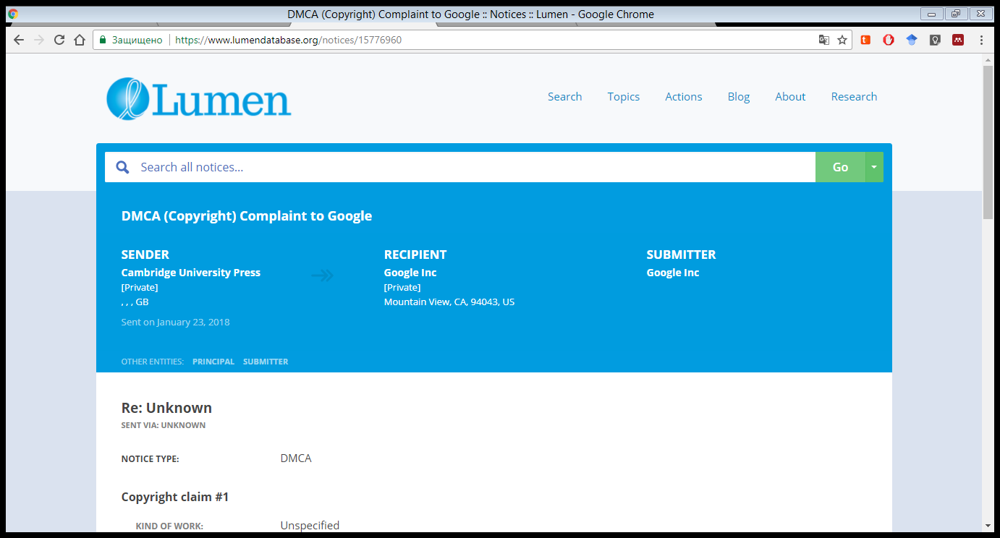 DMCA (Copyright) Complaint to Google :: Notices :: Lumen - Google Chrome
Защищено https://www.lumendatabase.org/notices/15776960
Lumen
Search Topics Actions Blog About Research
Search all notices...
Go
DMCA (Copyright) Complaint to Google
SENDER
Cambridge University Press
[Private]
, , , GB
Sent on January 23, 2018
RECIPIENT
Google Inc
[Private]
Mountain View, CA, 94043, US
SUBMITTER
Google Inc
OTHER ENTITIES: PRINCIPAL SUBMITTER
Re: Unknown
SENT VIA: UNKNOWN
NOTICE TYPE: DMCA
Copyright claim #1
KIND OF WORK: Unspecified